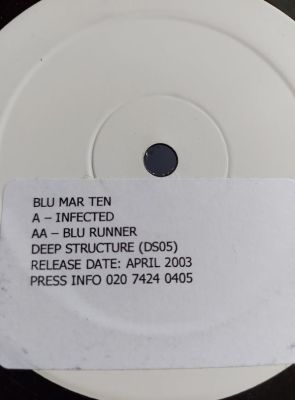 BLU MAR TEN
A – INFECTED
AA – BLU RUNNER
DEEP STRUCTURE (DS05)
RELEASE DATE: APRIL 2003
PRESS INFO 020 7424 0405